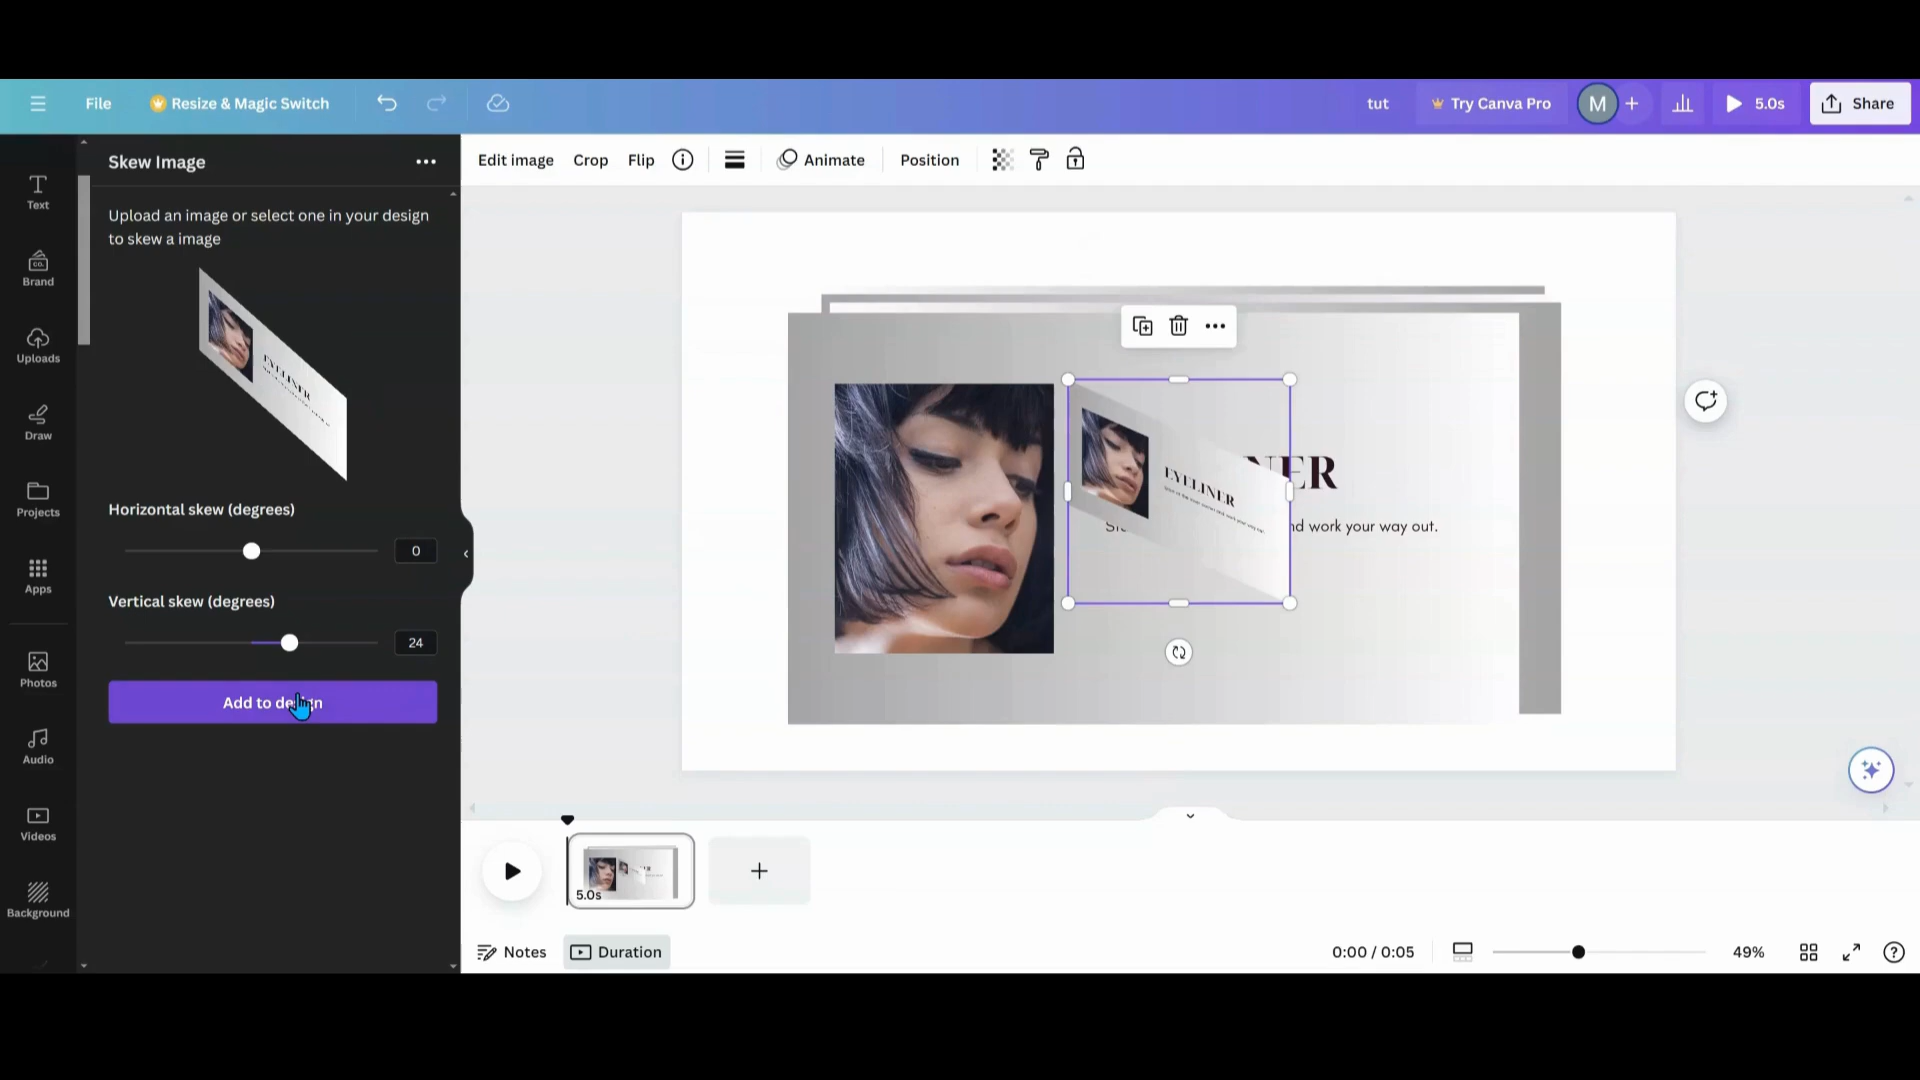 File
Resize & Magic Switch
tut
Try Canva Pro
M
5.0s
Share
Skew Image
Edit image
Crop
Flip
Animate
Position
Text
Brand
Uploads
Draw
Projects
Apps
Photos
Audio
Videos
Background
Upload an image or select one in your design
to skew a image
EYELINER
Horizontal skew (degrees)
0
Vertical skew (degrees)
24
Add to design
EYELINER
NER
nd work your way out.
5.0s
Notes
Duration
0:00 / 0:05
49%